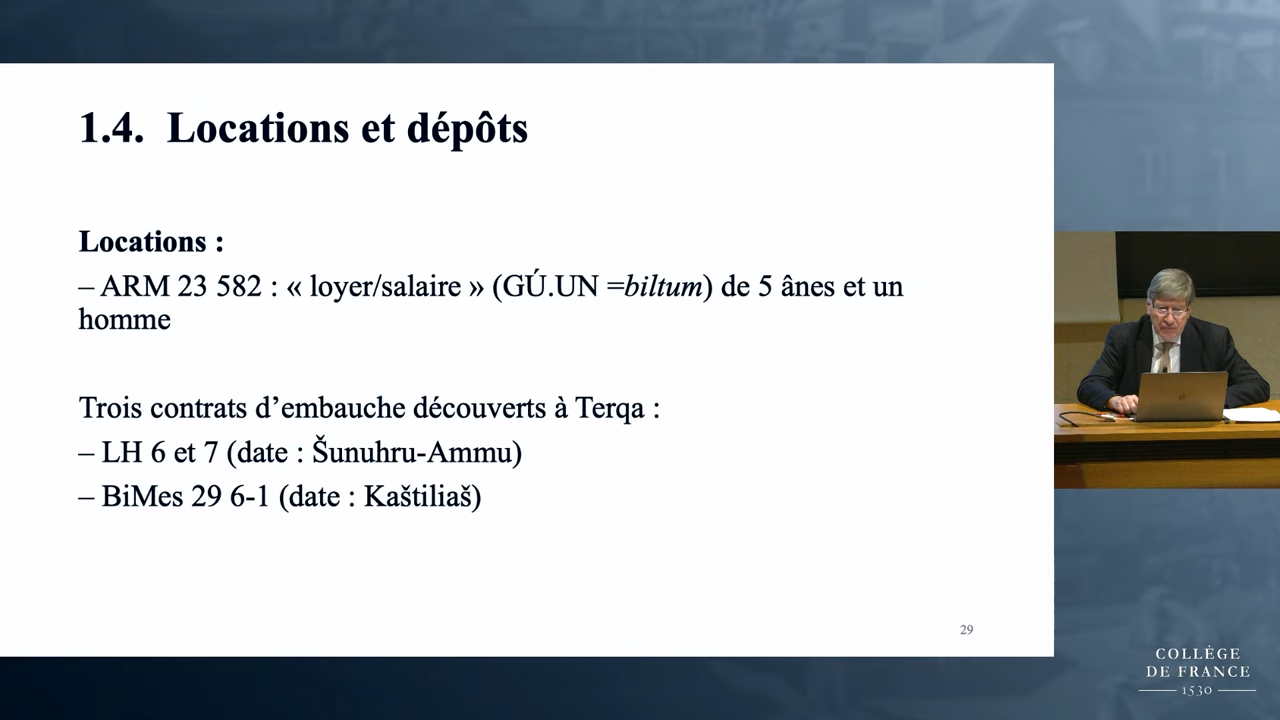 1.4. Locations et dépôts
Locations :
– ARM 23 582 : « loyer/salaire » (GÚ.UN =biltum) de 5 ânes et un
homme
Trois contrats d’embauche découverts à Terqa :
– LH 6 et 7 (date : Šunuhru-Ammu)
– BiMes 29 6-1 (date : Kaštiliaš)
29
COLLÈGE
DE FRANCE
1530